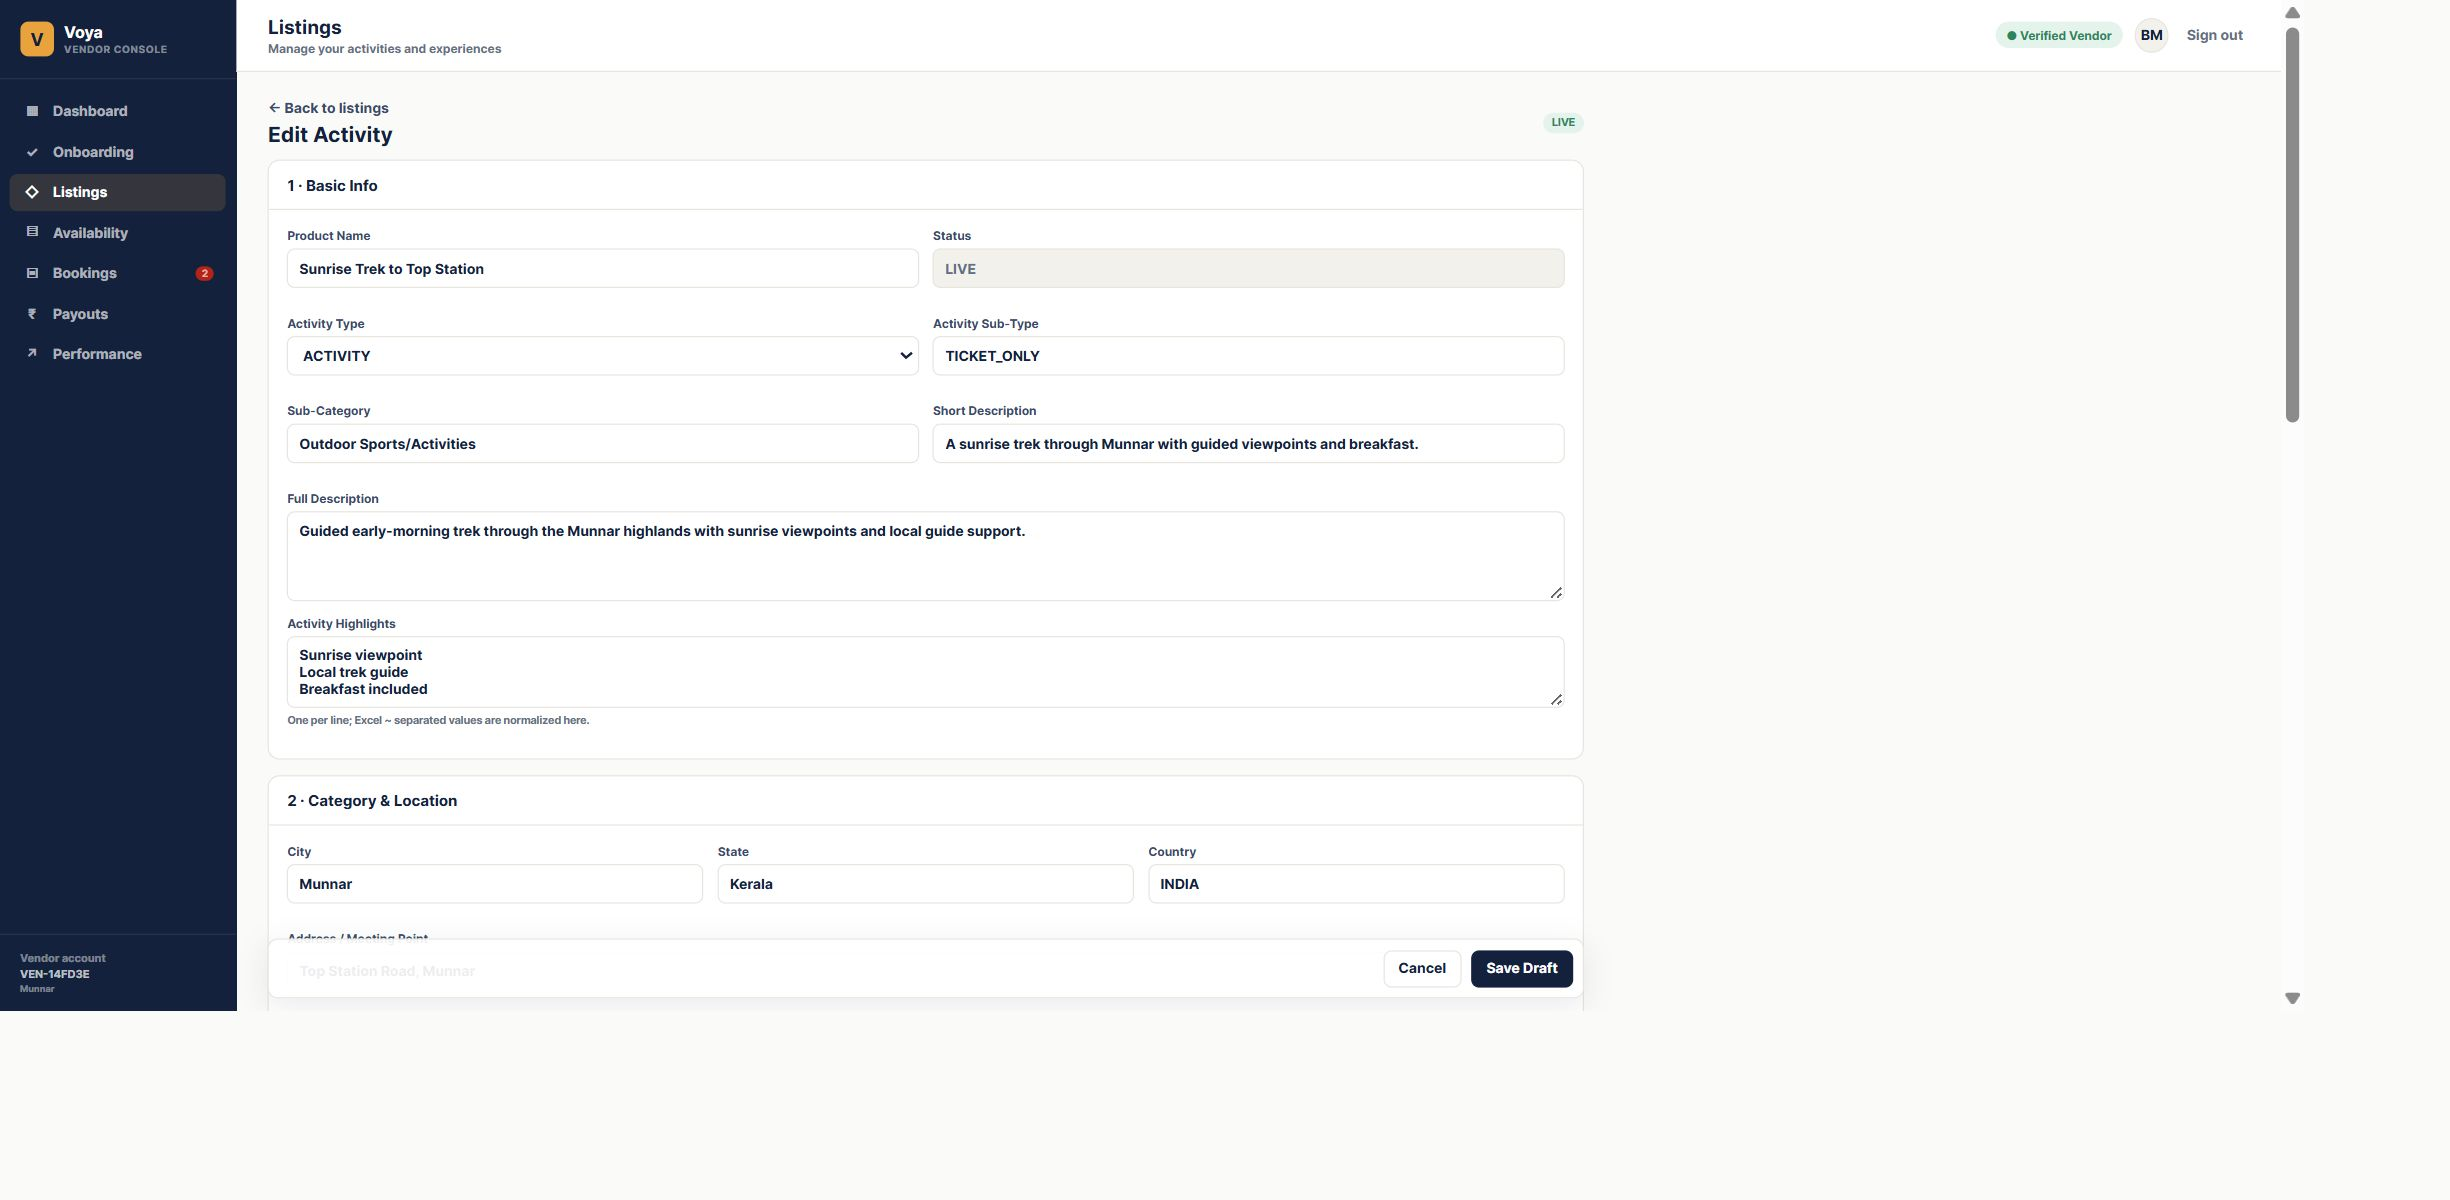 V
Voya
VENDOR CONSOLE
Dashboard
Onboarding
Listings
Availability
Bookings
2
₹ Payouts
Performance
Vendor account
VEN-14FD3E
Munnar
Listings
Manage your activities and experiences
Verified Vendor
BM
Sign out
← Back to listings
Edit Activity
LIVE
1 · Basic Info
Product Name
Sunrise Trek to Top Station
Status
LIVE
Activity Type
ACTIVITY
Activity Sub-Type
TICKET_ONLY
Sub-Category
Outdoor Sports/Activities
Short Description
A sunrise trek through Munnar with guided viewpoints and breakfast.
Full Description
Guided early-morning trek through the Munnar highlands with sunrise viewpoints and local guide support.
Activity Highlights
Sunrise viewpoint
Local trek guide
Breakfast included
One per line; Excel ~ separated values are normalized here.
2 · Category & Location
City
Munnar
State
Kerala
Country
INDIA
Address / Meeting Point
Top Station Road, Munnar
Cancel
Save Draft